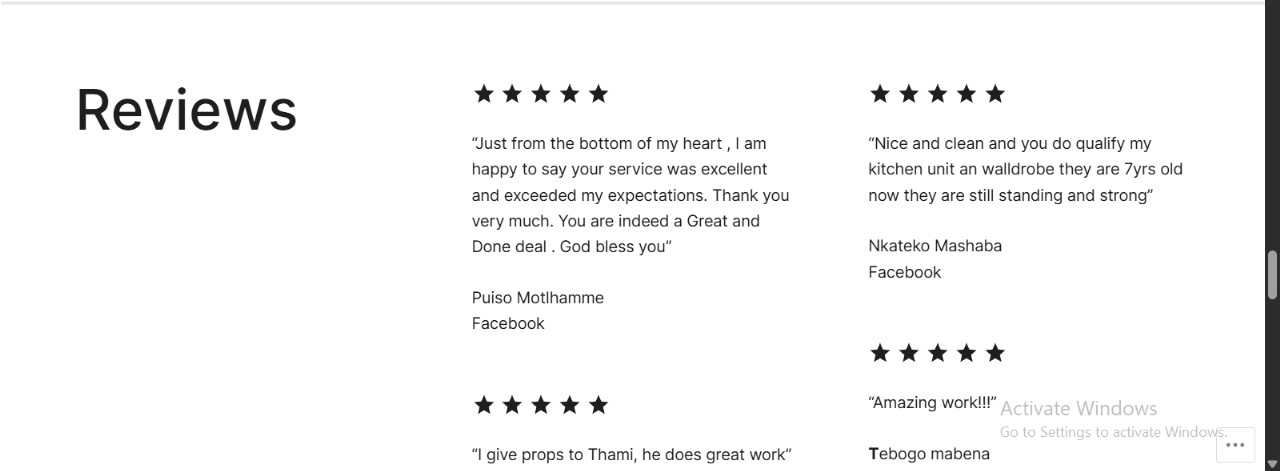 Reviews
“Just from the bottom of my heart , I am
happy to say your service was excellent
and exceeded my expectations. Thank you
very much. You are indeed a Great and
Done deal . God bless you”
Puiso Motlhamme
Facebook
“I give props to Thami, he does great work”
“Nice and clean and you do qualify my
kitchen unit an walldrobe they are 7yrs old
now they are still standing and strong”
Nkateko Mashaba
Facebook
“Amazing work!!!”
Tebogo mabena
Activate Windows
Go to Settings to activate Windows.